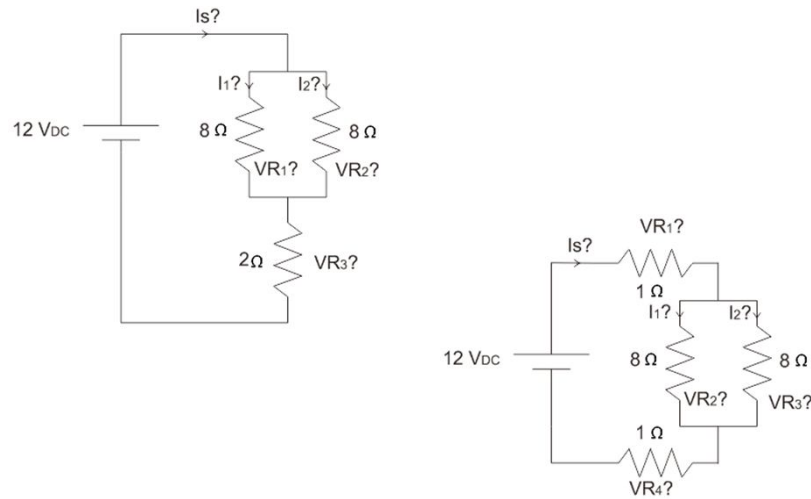 Is?
I1? I2?
12 VDC
8 Ω 8 Ω
VR1? VR2?
2Ω VR3?
VR1?
Is?
1 Ω
I1? I2?
12 VDC
8 Ω 8 Ω
VR2? VR3?
1 Ω
VR4?